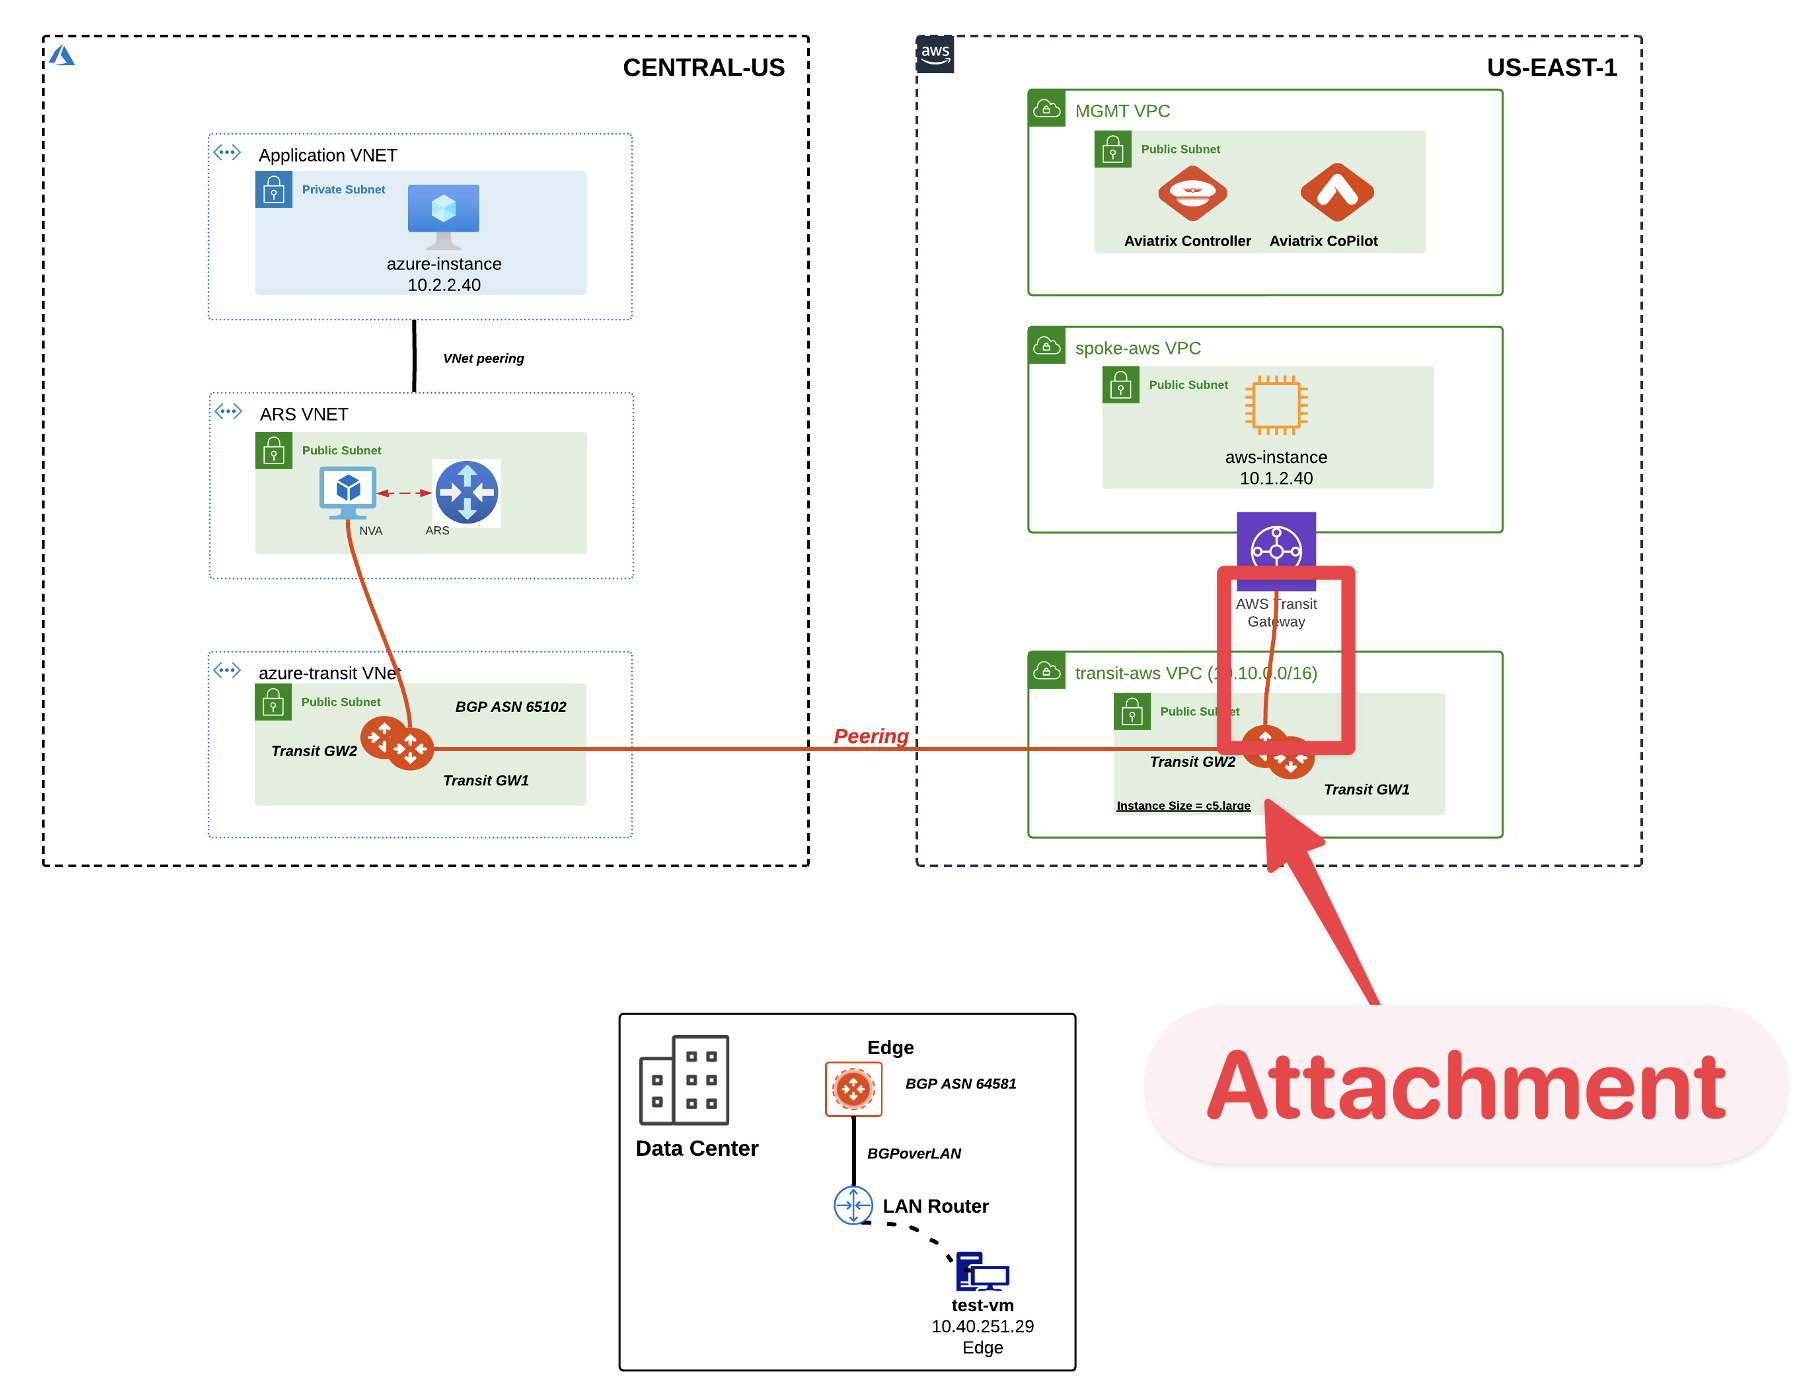 CENTRAL-US
Application VNET
Private Subnet
azure-instance
10.2.2.40
VNet peering
ARS VNET
Public Subnet
NVA
ARS
azure-transit VNet
Public Subnet
BGP ASN 65102
Transit GW2
Transit GW1
Peering
aws
US-EAST-1
MGMT VPC
Public Subnet
Aviatrix Controller
Aviatrix CoPilot
spoke-aws VPC
Public Subnet
aws-instance
10.1.2.40
AWS Transit
Gateway
transit-aws VPC (10.10.0.0/16)
Public Subnet
Transit GW2
Transit GW1
Instance Size = c5.large
Attachment
Data Center
Edge
BGP ASN 64581
BGPoverLAN
LAN Router
test-vm
10.40.251.29
Edge